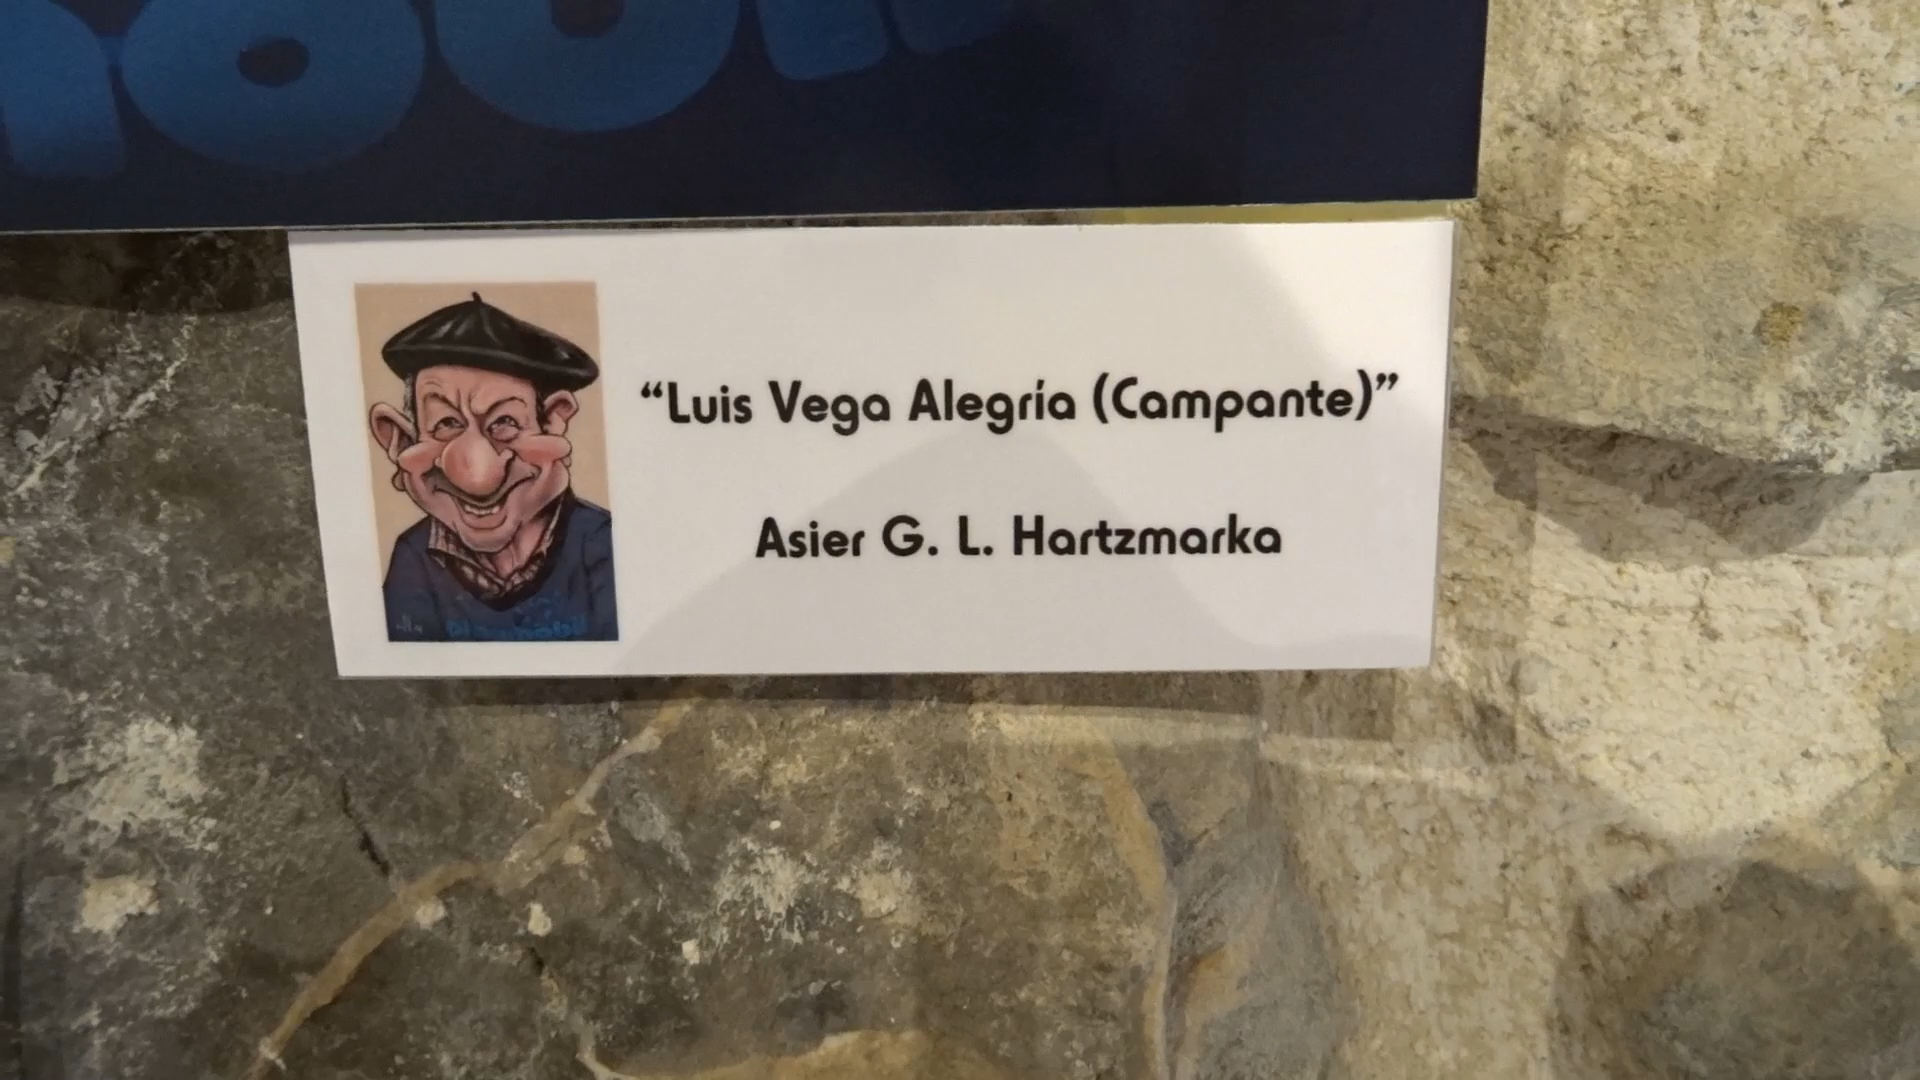 “Luis Vega Alegría (Campante)”
Asier G. L. Hartzmarka